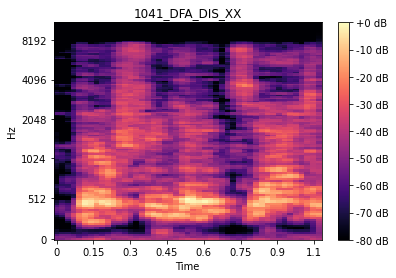 1041_DFA_DIS_XX
8192
4096
2048
1024
512
0
Hz
0 0.15 0.3 0.45 0.6 0.75 0.9 1.1
Time
+0 dB
-10 dB
-20 dB
-30 dB
-40 dB
-50 dB
-60 dB
-70 dB
-80 dB